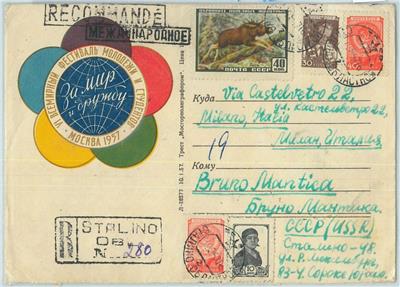 RECOMMANDÉ
МЕЖДУНАРОДНОЕ
VI ВСЕМИРНЫЙ ФЕСТИВАЛЬ МОЛОДЕЖИ И СТУДЕНТОВ
За мир
и дружбу
МОСКВА 1957
ПОЧТА СССР
40
30
Куда
Via Castelvetro 22,
ул. Кастельветро 22,
Milano, Italia
Милан, Италия
19
Кому
Bruno Mantica
Бруно Мантика
СССР (USSR)
Сталино-48,
ул. Р. Люксембург,
R
STALINO
OB
N 280